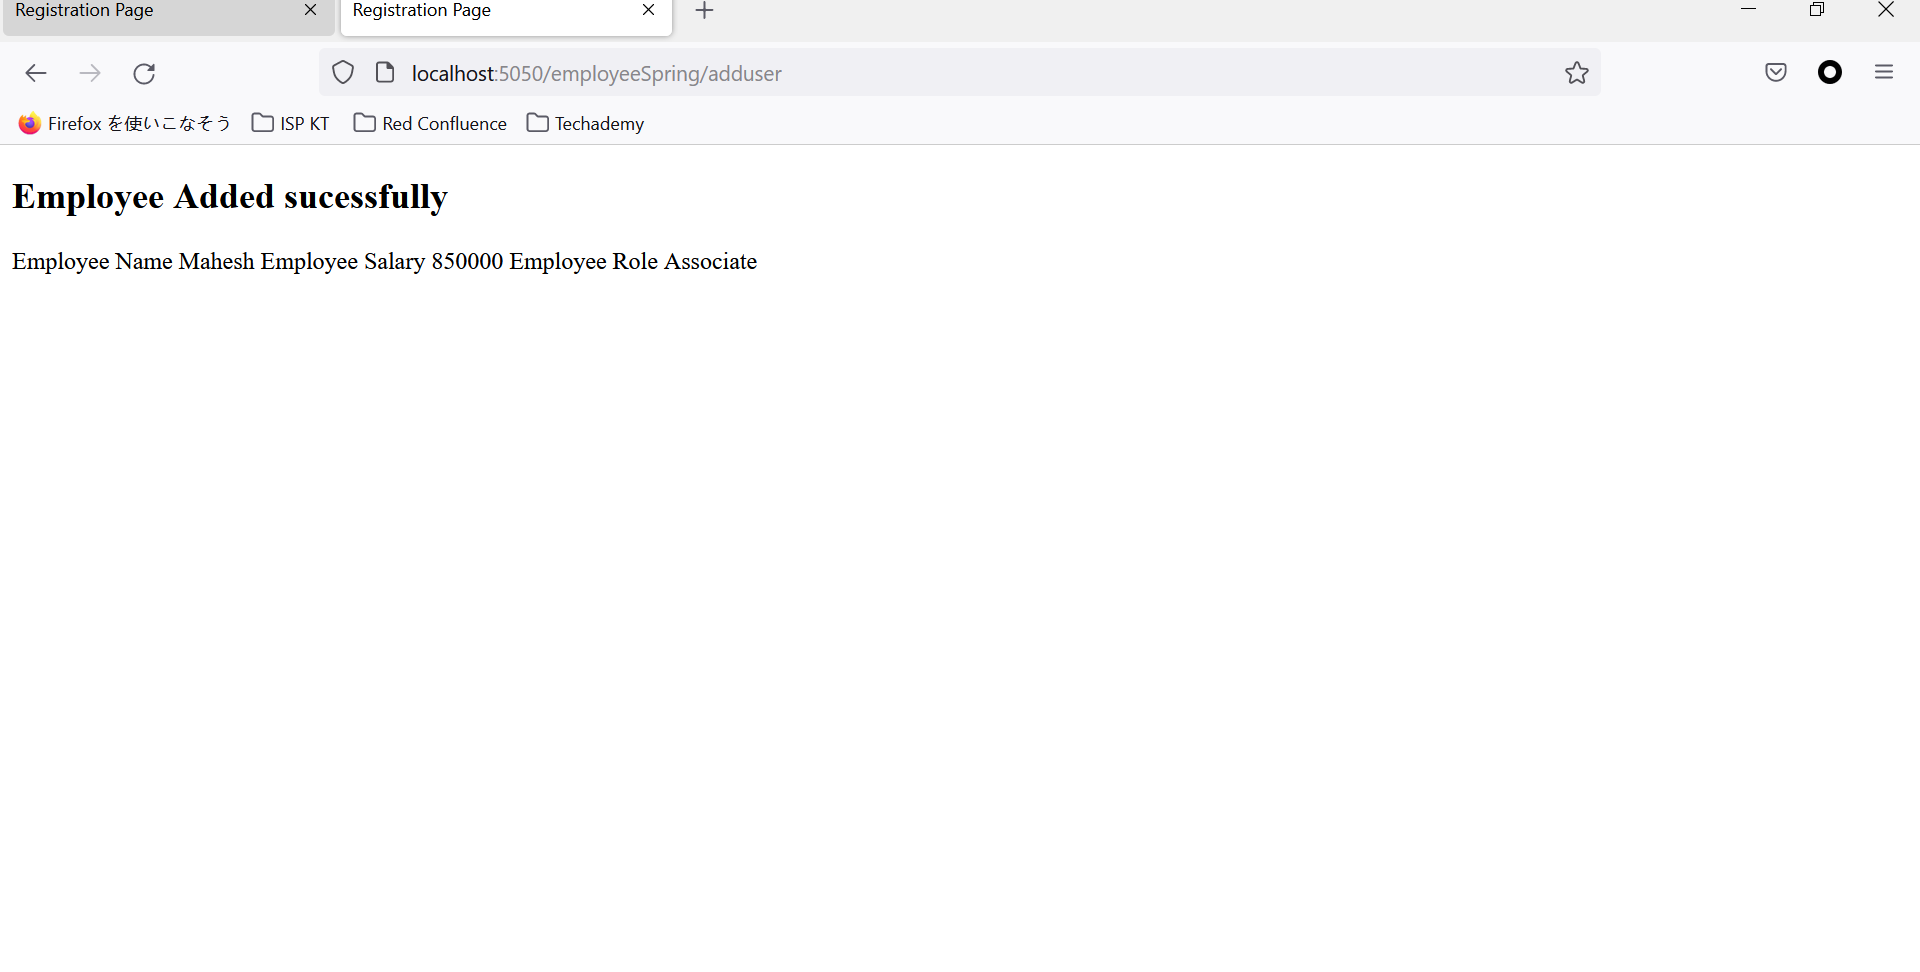 Registration Page
Registration Page
localhost:5050/employeeSpring/adduser
Firefox を使いこなそう ISP KT Red Confluence Techademy
Employee Added sucessfully
Employee Name Mahesh Employee Salary 850000 Employee Role Associate